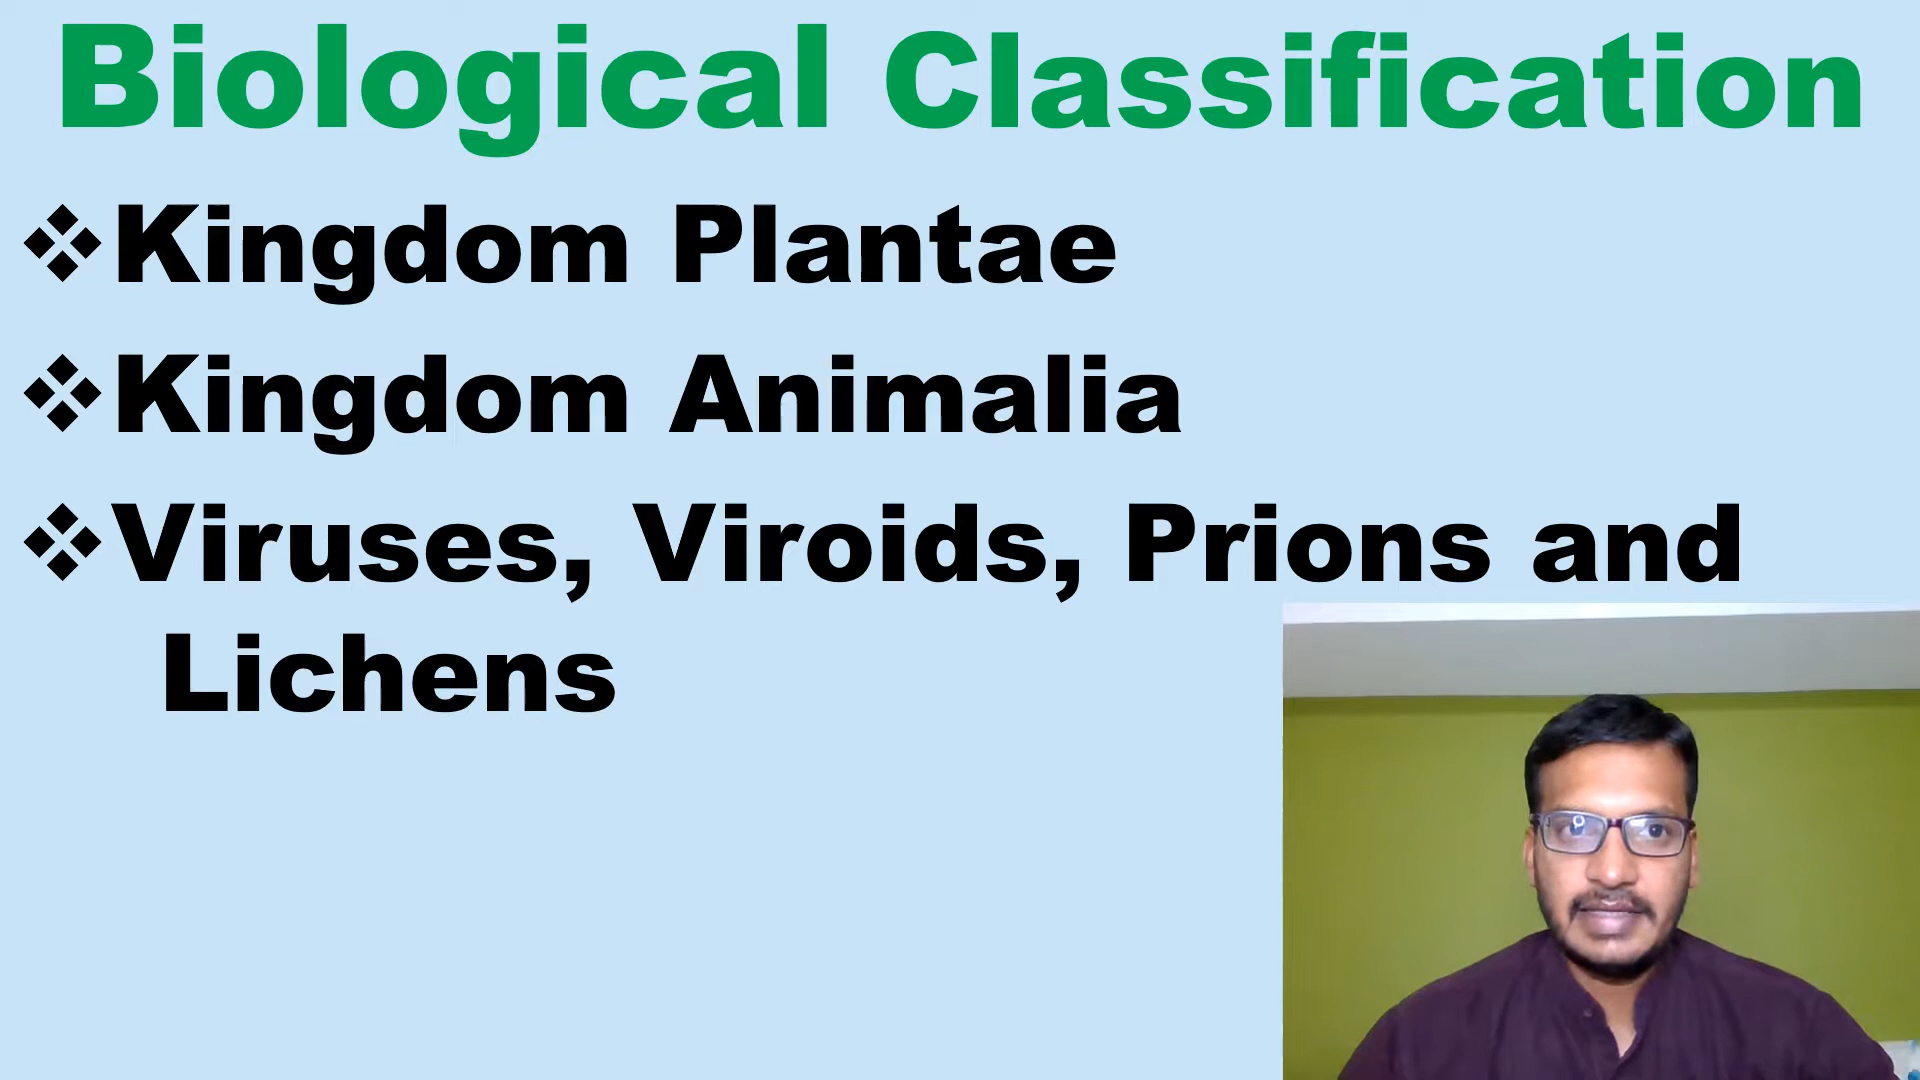 Biological Classification
❖Kingdom Plantae
❖Kingdom Animalia
❖Viruses, Viroids, Prions and
Lichens